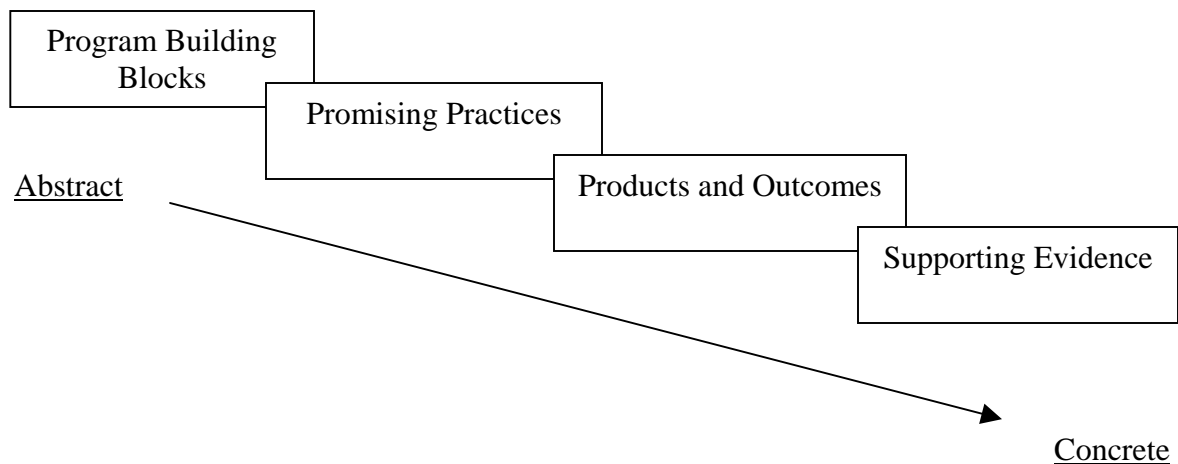 Program Building
Blocks
Promising Practices
Abstract
Products and Outcomes
Supporting Evidence
Concrete